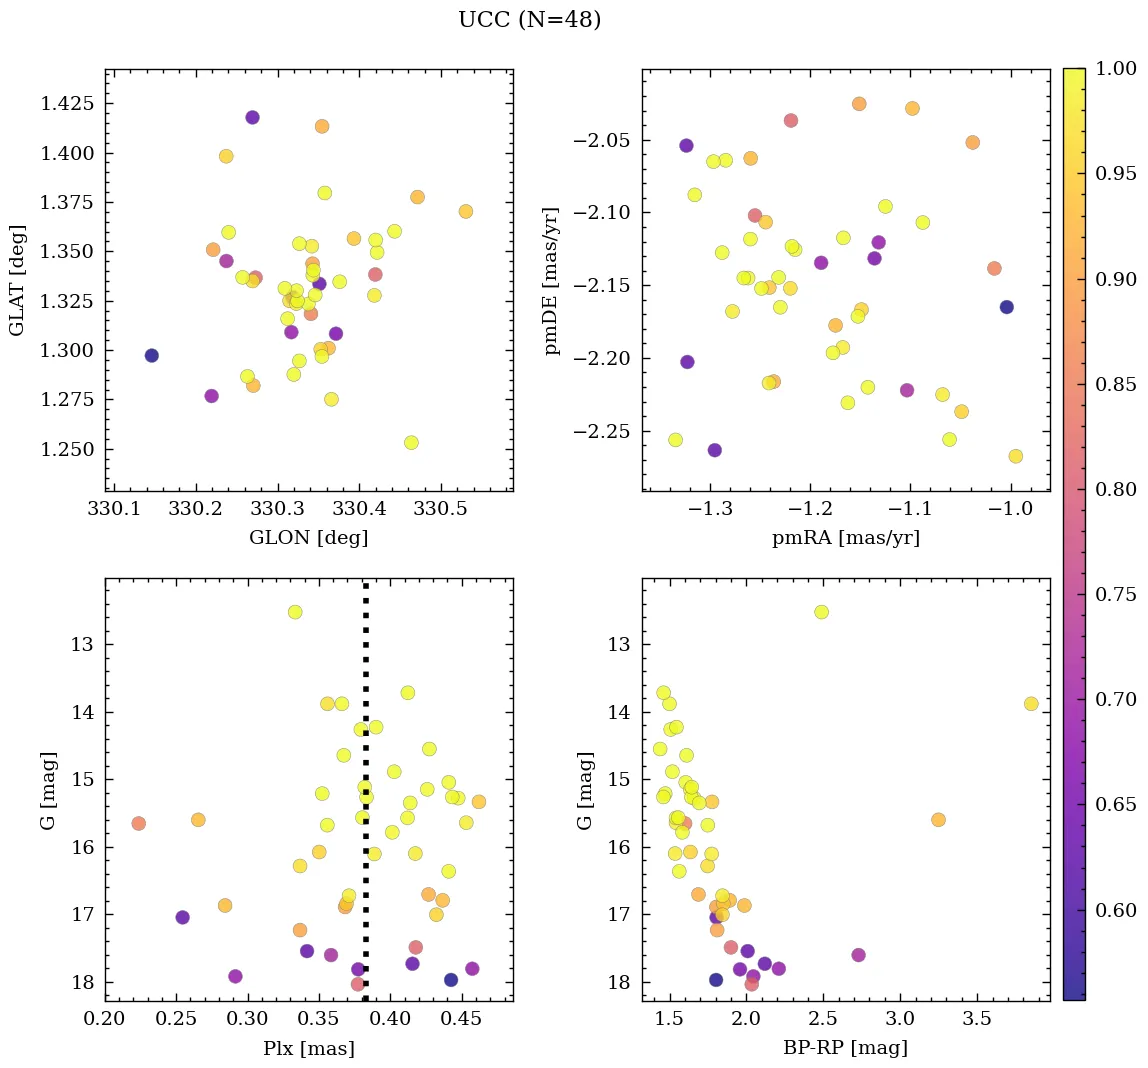 UCC (N=48)
1.425
1.400
1.375
1.350
1.325
1.300
1.275
1.250
GLAT [deg]
330.1 330.2 330.3 330.4 330.5
GLON [deg]
−2.05
−2.10
−2.15
−2.20
−2.25
pmDE [mas/yr]
−1.3 −1.2 −1.1 −1.0
pmRA [mas/yr]
13
14
15
16
17
18
G [mag]
0.20 0.25 0.30 0.35 0.40 0.45
Plx [mas]
13
14
15
16
17
18
G [mag]
1.5 2.0 2.5 3.0 3.5
BP-RP [mag]
1.00
0.95
0.90
0.85
0.80
0.75
0.70
0.65
0.60